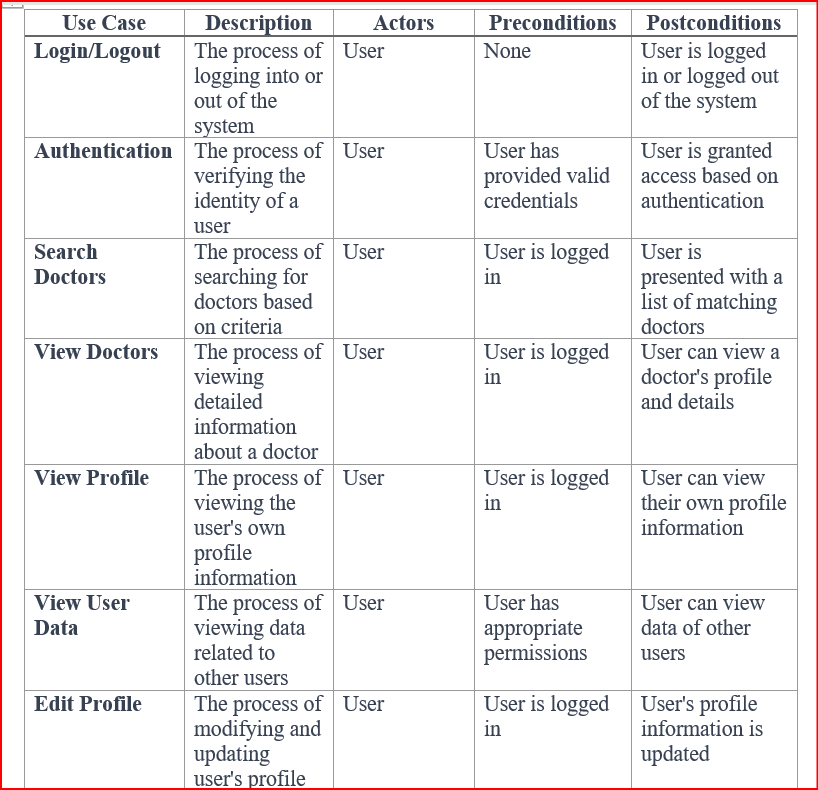 Use Case Description Actors Preconditions Postconditions
Login/Logout The process of User None User is logged
logging into or in or logged out
out of the of the system
system
Authentication The process of User User has User is granted
verifying the provided valid access based on
identity of a credentials authentication
user
Search The process of User User is logged User is
Doctors searching for in presented with a
doctors based list of matching
on criteria doctors
View Doctors The process of User User is logged User can view a
viewing in doctor's profile
detailed and details
information
about a doctor
View Profile The process of User User is logged User can view
viewing the in their own profile
user's own information
profile
information
View User The process of User User has User can view
Data viewing data appropriate data of other
related to permissions users
other users
Edit Profile The process of User User is logged User's profile
modifying and in information is
updating updated
user's profile